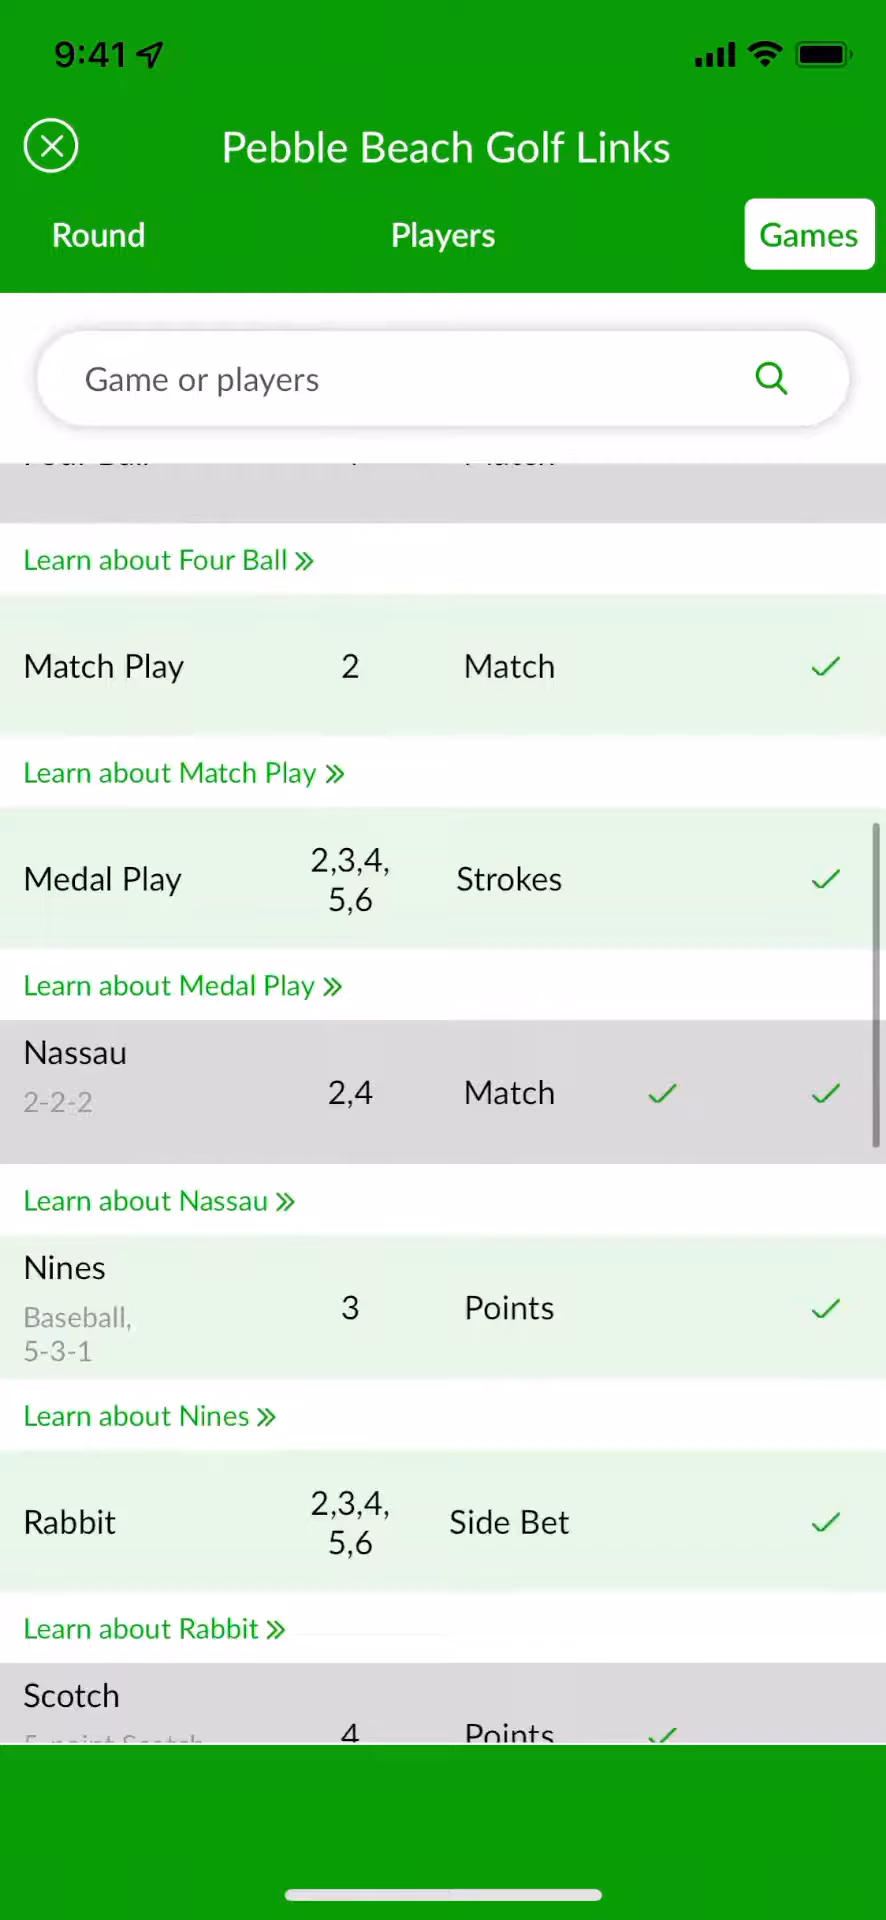 9:41
Pebble Beach Golf Links
Round Players Games
Game or players
Learn about Four Ball »
Match Play 2 Match ✓
Learn about Match Play »
Medal Play 2,3,4, 5,6 Strokes ✓
Learn about Medal Play »
Nassau
2-2-2
2,4 Match ✓ ✓
Learn about Nassau »
Nines
Baseball,
5-3-1
3 Points ✓
Learn about Nines »
Rabbit 2,3,4, 5,6 Side Bet ✓
Learn about Rabbit »
Scotch
4 Points ✓